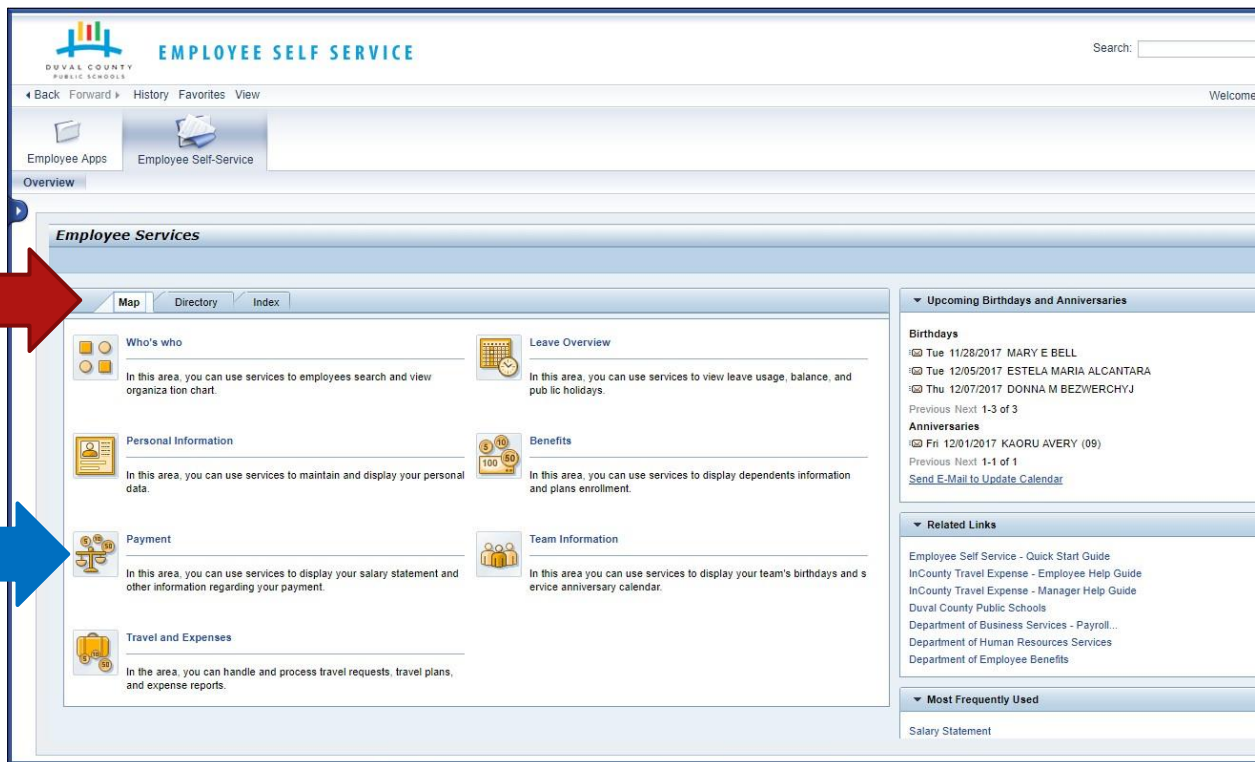 DUVAL COUNTY
PUBLIC SCHOOLS
EMPLOYEE SELF SERVICE
Search:
Back Forward History Favorites View
Welcome
Employee Apps
Employee Self-Service
Overview
Employee Services
Map
Directory
Index
Who's who
In this area, you can use services to employees search and view
organiza tion chart.
Leave Overview
In this area, you can use services to view leave usage, balance, and
pub lic holidays.
Personal Information
In this area, you can use services to maintain and display your personal
data.
Benefits
In this area, you can use services to display dependents information
and plans enrollment.
Payment
In this area, you can use services to display your salary statement and
other information regarding your payment.
Team Information
In this area you can use services to display your team's birthdays and s
ervice anniversary calendar.
Travel and Expenses
In the area, you can handle and process travel requests, travel plans,
and expense reports.
Upcoming Birthdays and Anniversaries
Birthdays
Tue 11/28/2017 MARY E BELL
Tue 12/05/2017 ESTELA MARIA ALCANTARA
Thu 12/07/2017 DONNA M BEZWERCHYJ
Previous Next 1-3 of 3
Anniversaries
Fri 12/01/2017 KAORU AVERY (09)
Previous Next 1-1 of 1
Send E-Mail to Update Calendar
Related Links
Employee Self Service - Quick Start Guide
InCounty Travel Expense - Employee Help Guide
InCounty Travel Expense - Manager Help Guide
Duval County Public Schools
Department of Business Services - Payroll...
Department of Human Resources Services
Department of Employee Benefits
Most Frequently Used
Salary Statement